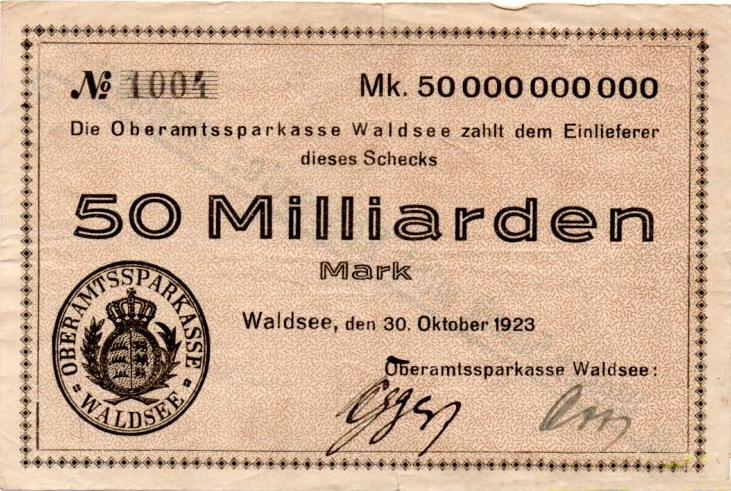 № 1004
Mk. 50 000 000 000
Die Oberamtssparkasse Waldsee zahlt dem Einlieferer
dieses Schecks
50 Milliarden
Mark
Waldsee, den 30. Oktober 1923
Oberamtssparkasse Waldsee:
OBERAMTSSPARKASSE
WALDSEE